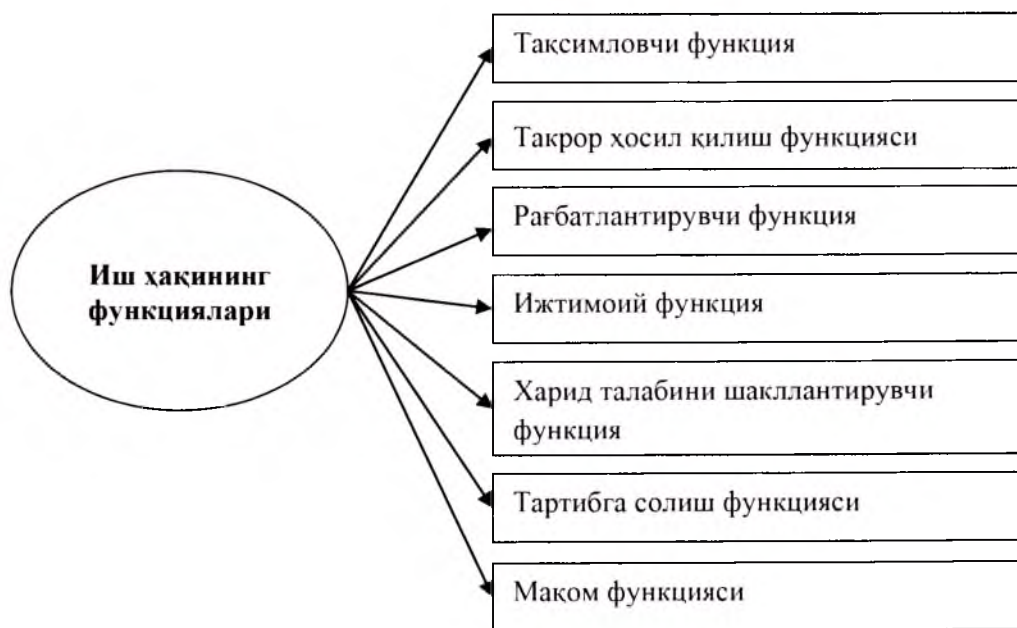 Тақсимловчи функция
Такрор ҳосил қилиш функцияси
Рағбатлантирувчи функция
Иш ҳақининг
функциялари
Ижтимоий функция
Харид талабини шакллантирувчи
функция
Тартибга солиш функцияси
Мақом функцияси